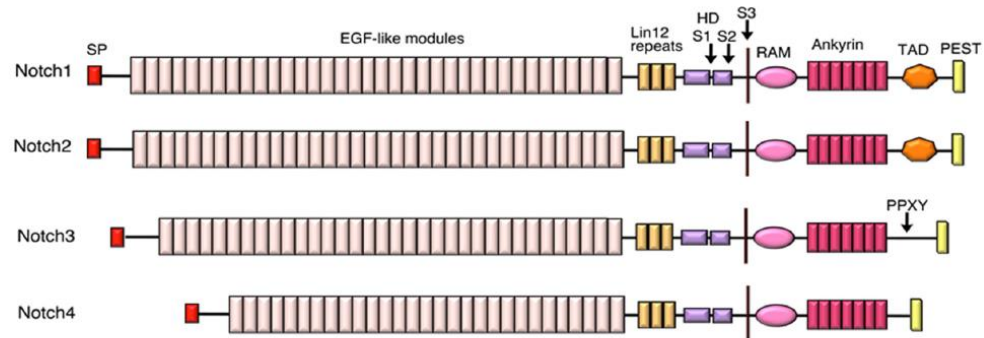 S3
HD
SP
EGF-like modules
Lin12
repeats
S1
S2
RAM
Ankyrin
TAD
PEST
Notch1
Notch2
PPXY
Notch3
Notch4